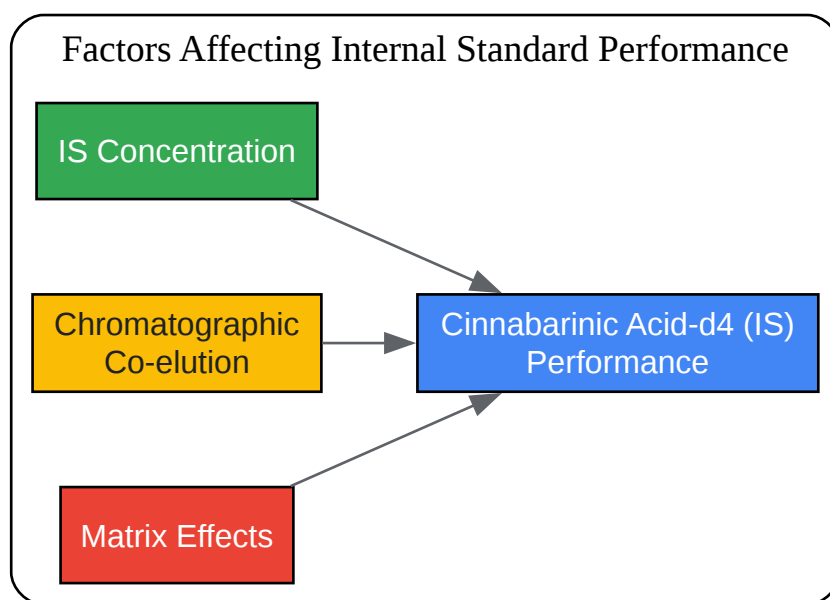 Factors Affecting Internal Standard Performance
IS Concentration
Chromatographic
Co-elution
Cinnabarinic Acid-d4 (IS)
Performance
Matrix Effects